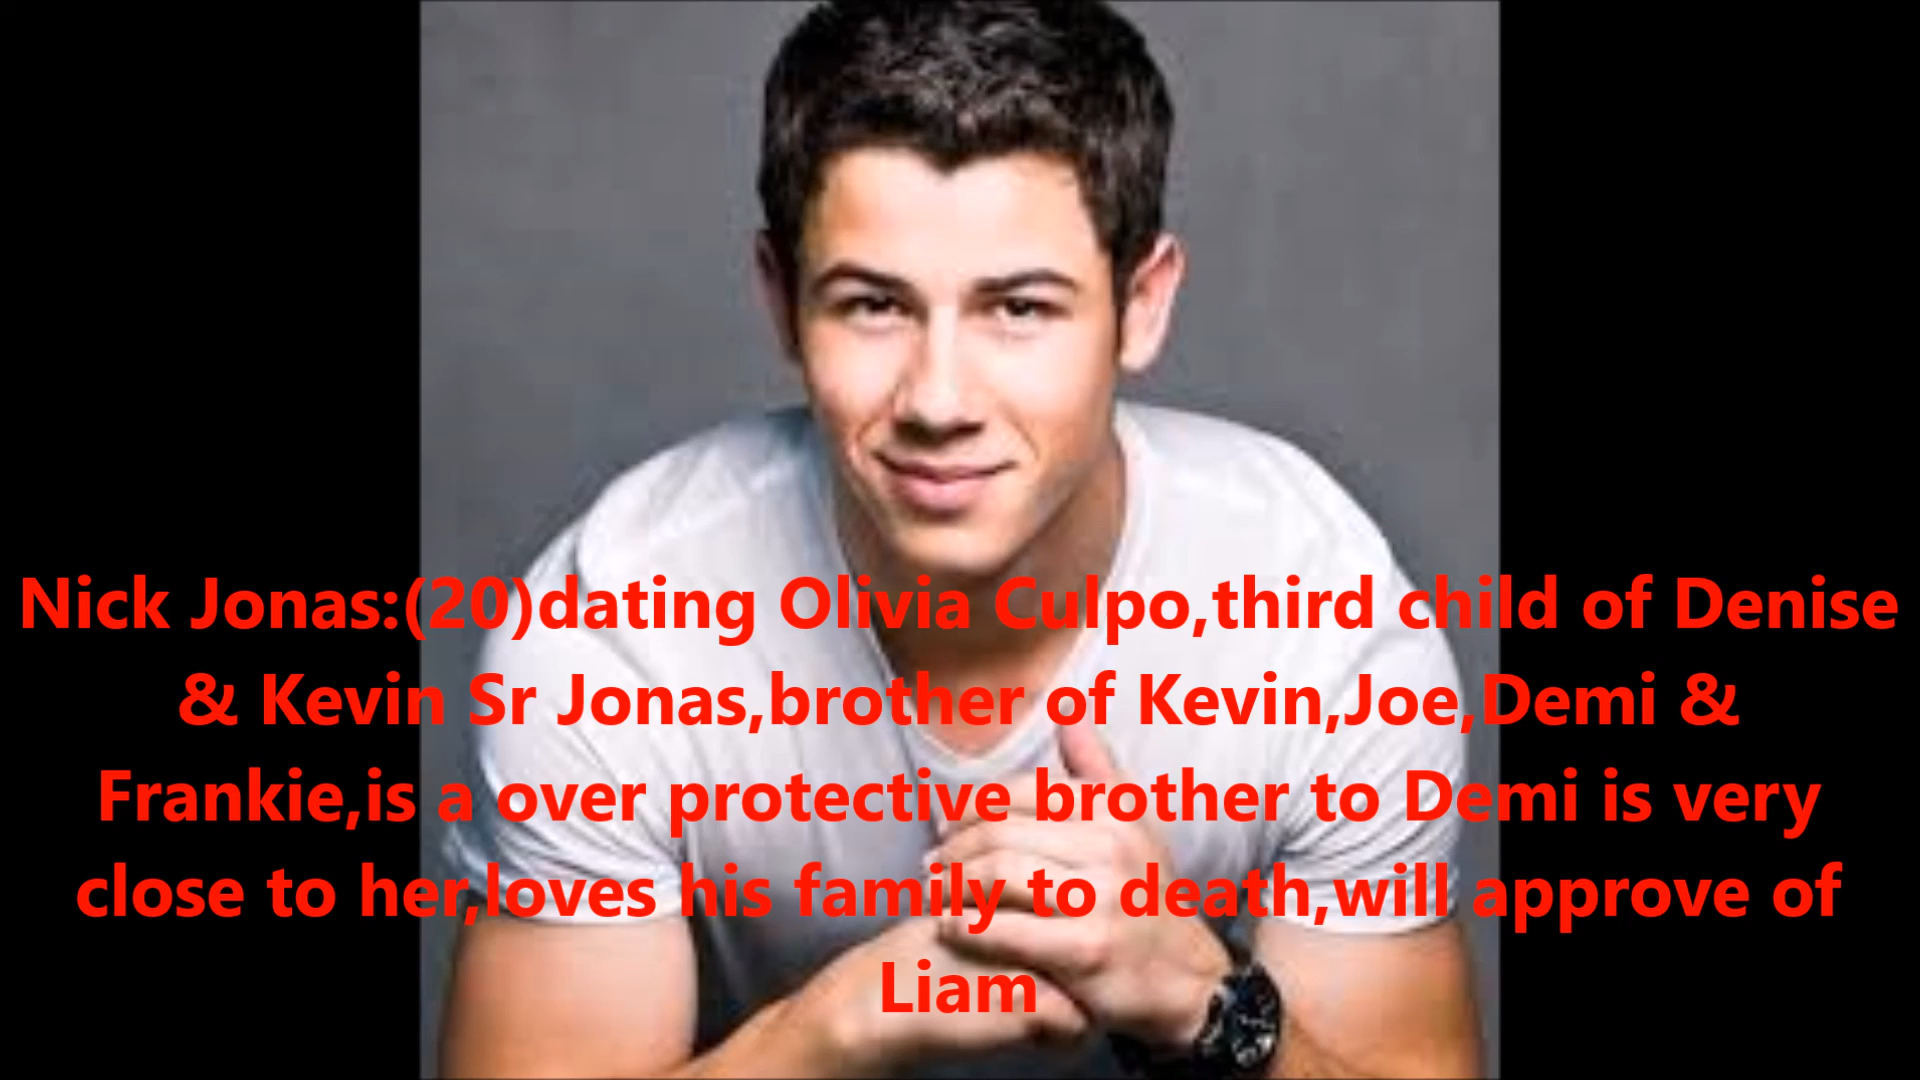 Nick Jonas:(20)dating Olivia Culpo,third child of Denise
& Kevin Sr Jonas,brother of Kevin,Joe,Demi &
Frankie,is a over protective brother to Demi is very
close to her,loves his family to death,will approve of
Liam